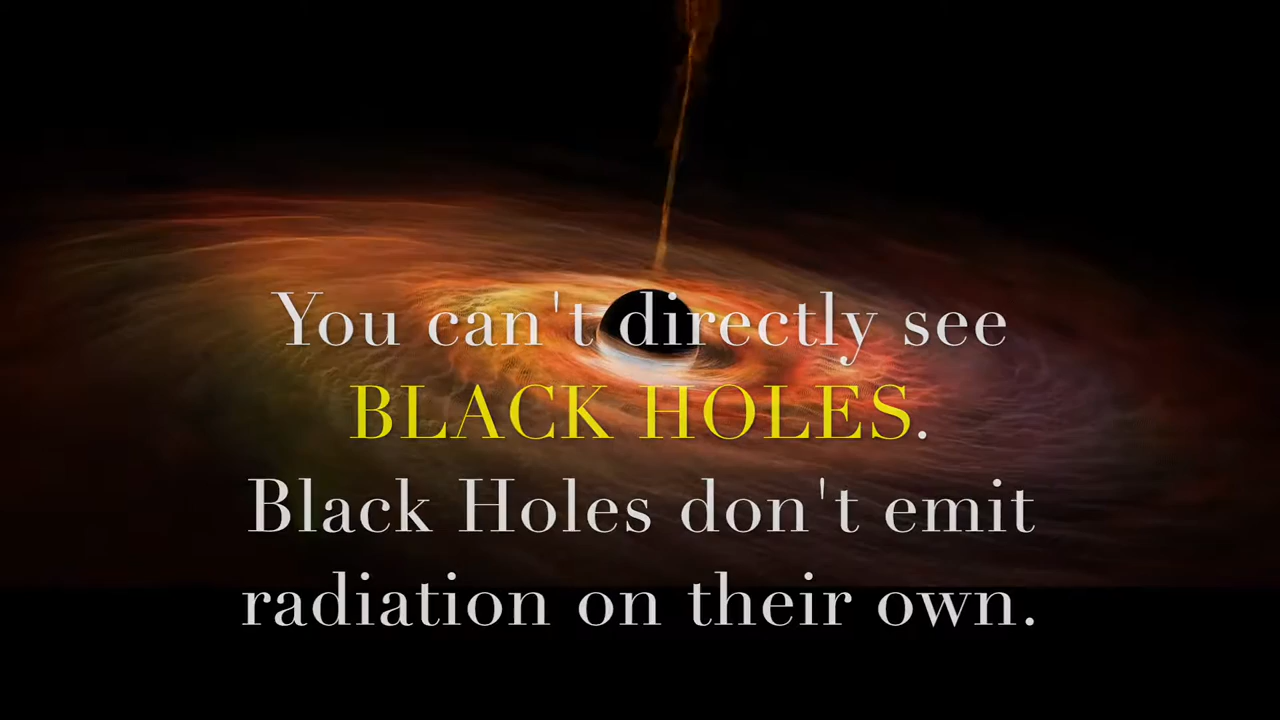 You can't directly see
BLACK HOLES.
Black Holes don't emit
radiation on their own.